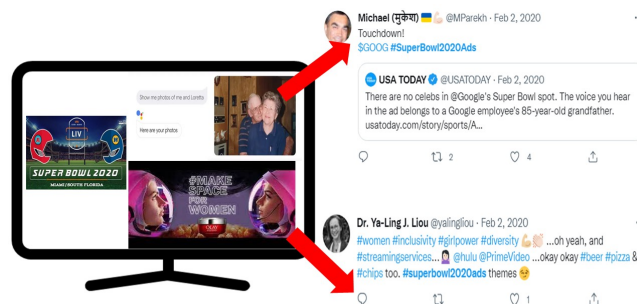 Show me photos of me and Loretta
Here are your photos
LIV
SUPER BOWL 2020
MIAMI/SOUTH FLORIDA
#MAKE
SPACE
FOR
WOMEN
OLAY
Michael (मुकेश) 🇺🇦 💪🏻 @MParekh · Feb 2, 2020
Touchdown!
$GOOG #SuperBowl2020Ads
USA TODAY @USATODAY · Feb 2, 2020
There are no celebs in @Google's Super Bowl spot. The voice you hear
in the ad belongs to a Google employee's 85-year-old grandfather.
usatoday.com/story/sports/A...
2 4
Dr. Ya-Ling J. Liou @yalingliou · Feb 2, 2020
#women #inclusivity #girlpower #diversity 💪🏻 👏🏻 ...oh yeah, and
#streamingservices... @hulu @PrimeVideo ...okay okay #beer #pizza &
#chips too. #superbowl2020ads themes 😏
1